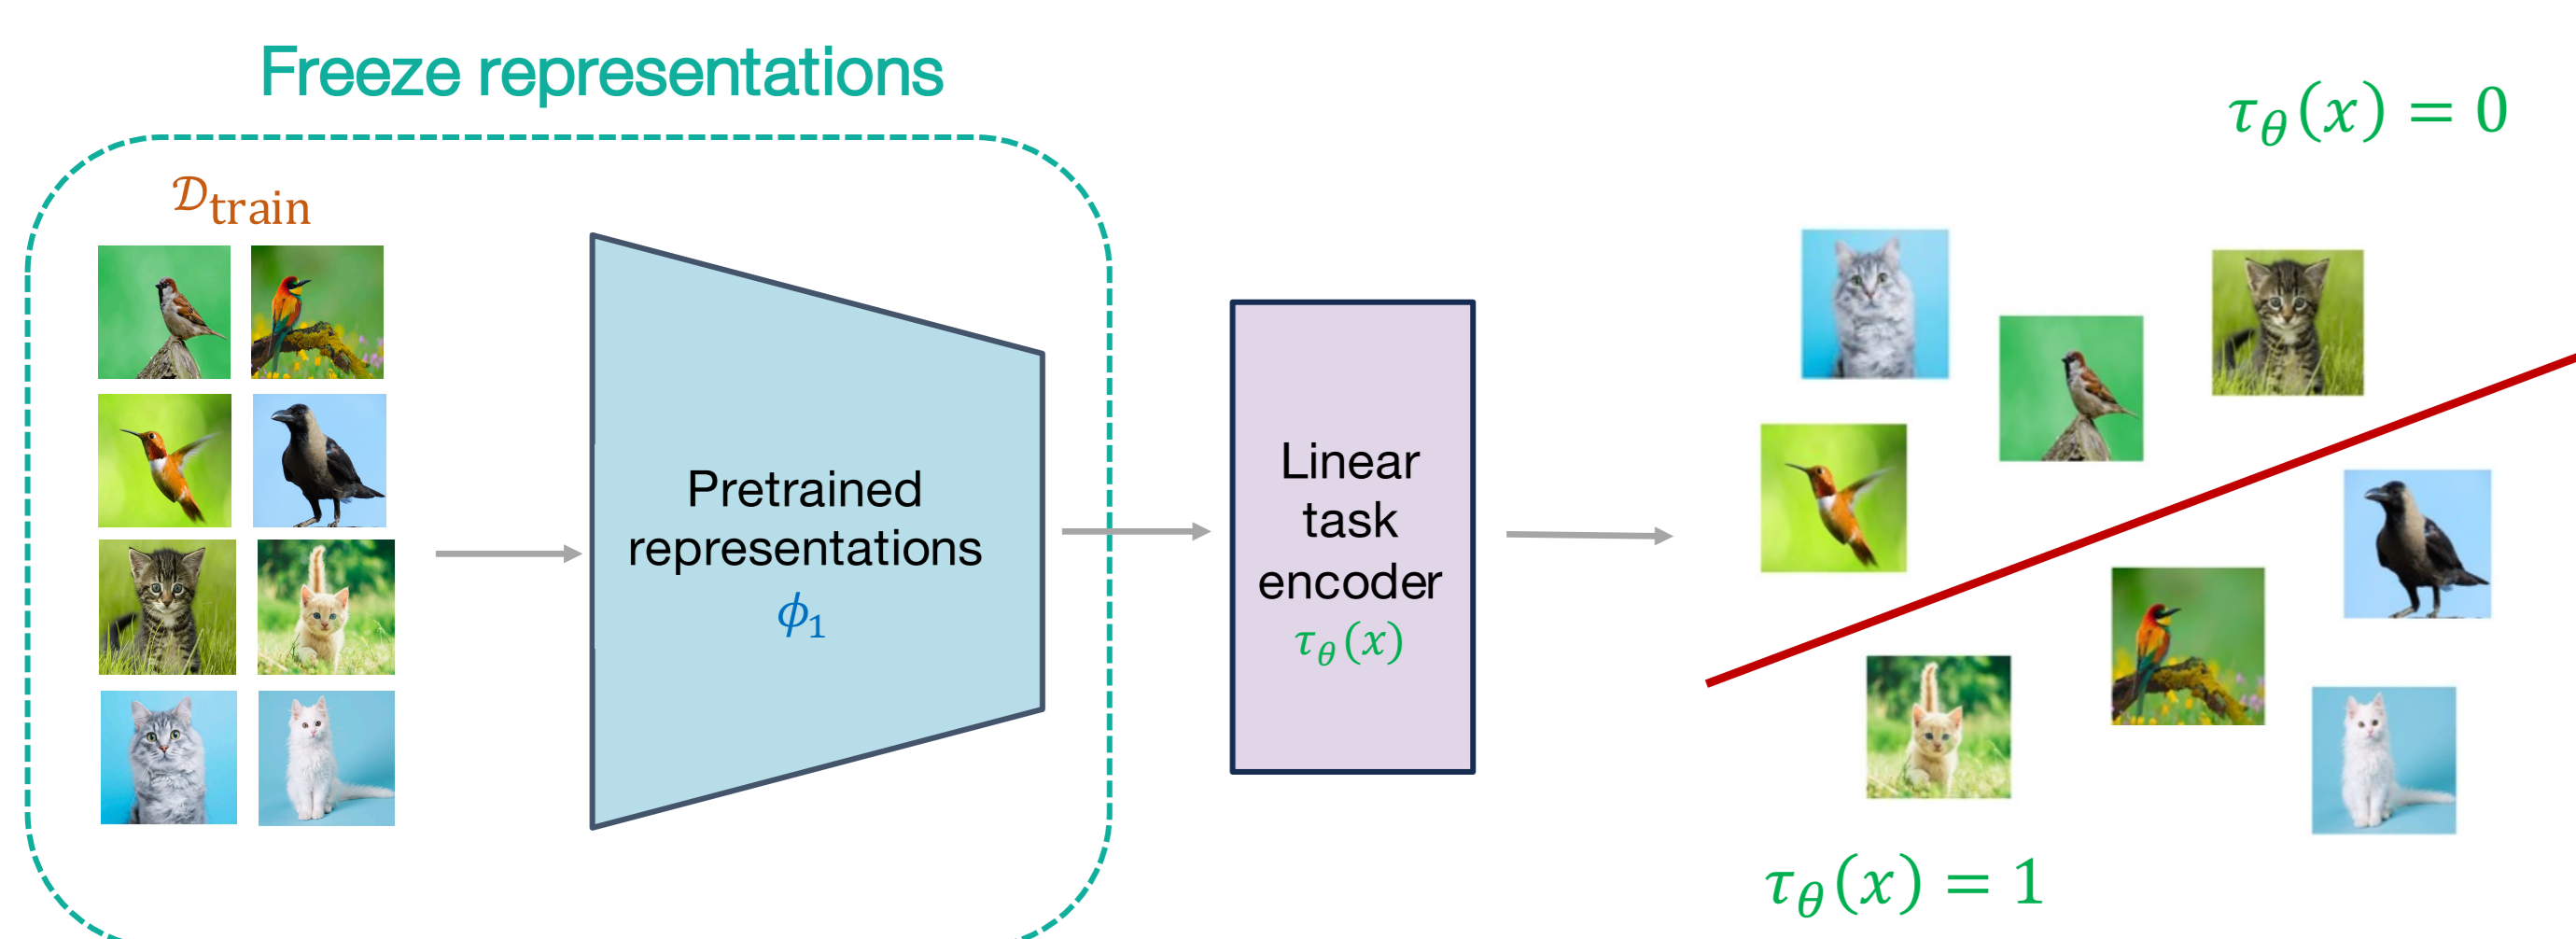 Freeze representations
𝒟train
Pretrained
representations
ϕ₁
Linear
task
encoder
τθ(x)
τθ(x) = 0
τθ(x) = 1